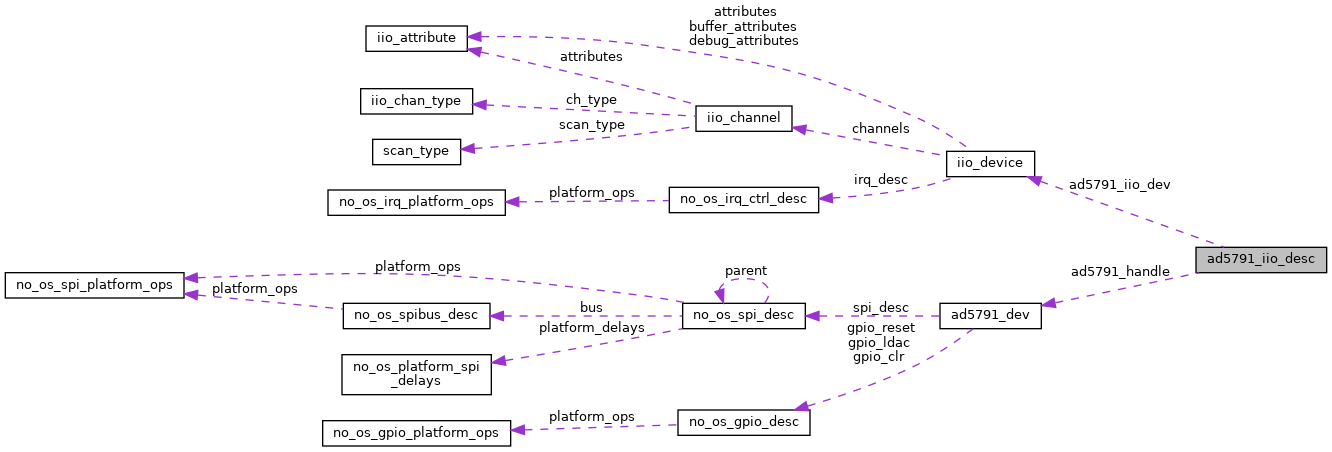 attributes
buffer_attributes
debug_attributes
iio_attribute
attributes
iio_chan_type
ch_type
iio_channel
scan_type
channels
scan_type
iio_device
irq_desc
ad5791_iio_dev
platform_ops
no_os_irq_platform_ops
no_os_irq_ctrl_desc
ad5791_iio_desc
platform_ops
parent
ad5791_handle
no_os_spi_platform_ops
platform_ops
bus
spi_desc
no_os_spibus_desc
no_os_spi_desc
ad5791_dev
platform_delays
gpio_reset
gpio_ldac
gpio_clr
no_os_platform_spi
_delays
platform_ops
no_os_gpio_desc
no_os_gpio_platform_ops